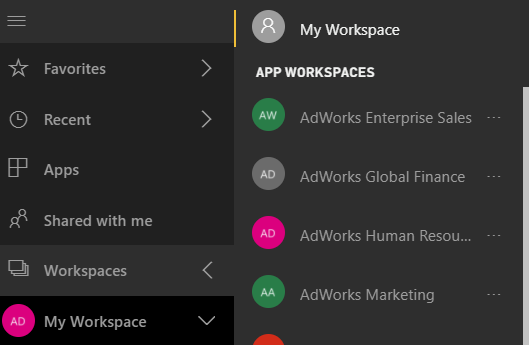 Favorites
Recent
Apps
Shared with me
Workspaces
AD My Workspace
My Workspace
APP WORKSPACES
AW AdWorks Enterprise Sales ...
AD AdWorks Global Finance ...
AD AdWorks Human Resou... ...
AA AdWorks Marketing ...